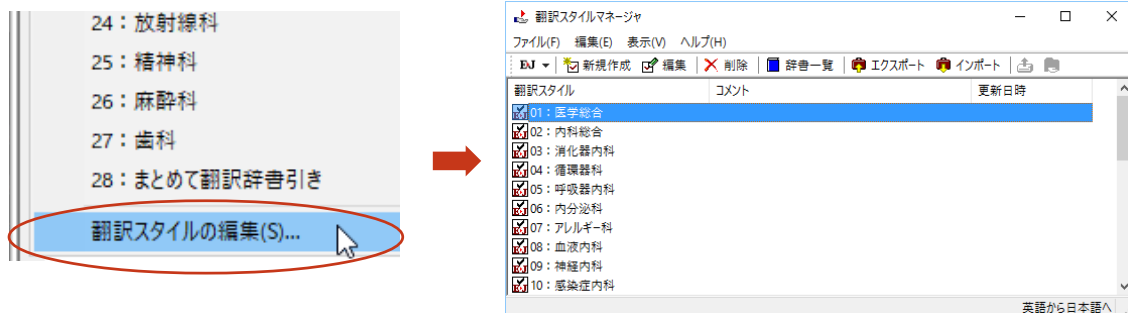 24：放射線科
25：精神科
26：麻酔科
27：歯科
28：まとめて翻訳辞書引き
翻訳スタイルの編集(S)...
翻訳スタイルマネージャ
ファイル(F) 編集(E) 表示(V) ヘルプ(H)
EJ 新規作成 編集 削除 辞書一覧 エクスポート インポート
翻訳スタイル コメント 更新日時
01：医学総合
02：内科総合
03：消化器内科
04：循環器科
05：呼吸器内科
06：内分泌科
07：アレルギー科
08：血液内科
09：神経内科
10：感染症内科
英語から日本語へ